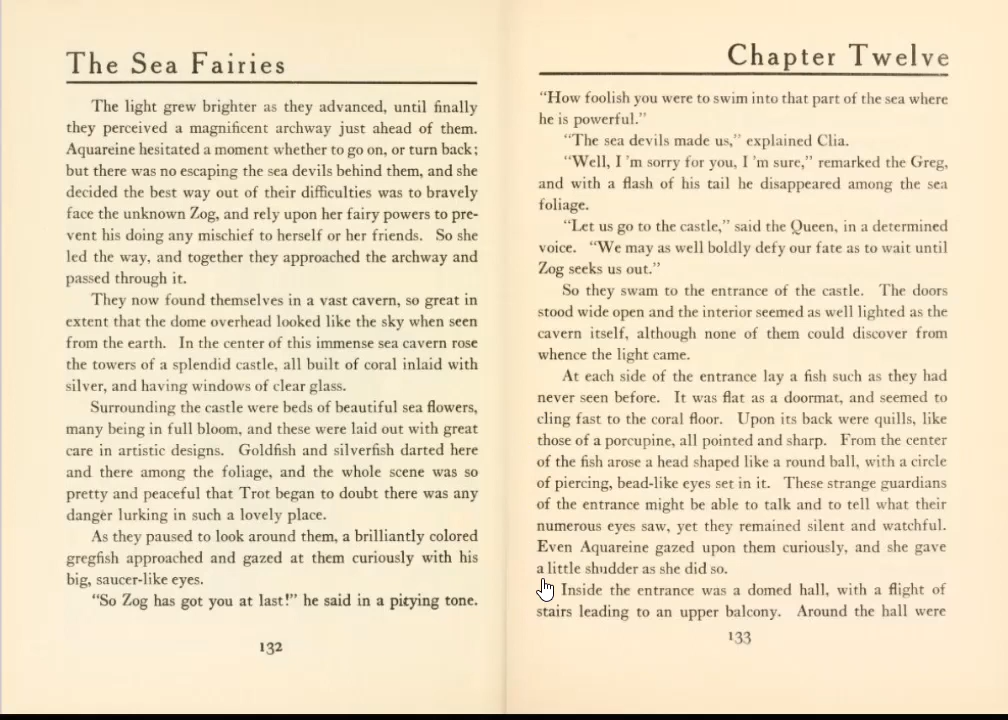 The Sea Fairies
The light grew brighter as they advanced, until finally
they perceived a magnificent archway just ahead of them.
Aquareine hesitated a moment whether to go on, or turn back;
but there was no escaping the sea devils behind them, and she
decided the best way out of their difficulties was to bravely
face the unknown Zog, and rely upon her fairy powers to pre-
vent his doing any mischief to herself or her friends. So she
led the way, and together they approached the archway and
passed through it.
They now found themselves in a vast cavern, so great in
extent that the dome overhead looked like the sky when seen
from the earth. In the center of this immense sea cavern rose
the towers of a splendid castle, all built of coral inlaid with
silver, and having windows of clear glass.
Surrounding the castle were beds of beautiful sea flowers,
many being in full bloom, and these were laid out with great
care in artistic designs. Goldfish and silverfish darted here
and there among the foliage, and the whole scene was so
pretty and peaceful that Trot began to doubt there was any
danger lurking in such a lovely place.
As they paused to look around them, a brilliantly colored
gregfish approached and gazed at them curiously with his
big, saucer-like eyes.
"So Zog has got you at last!" he said in a pitying tone.
132
Chapter Twelve
"How foolish you were to swim into that part of the sea where
he is powerful."
"The sea devils made us," explained Clia.
"Well, I 'm sorry for you, I 'm sure," remarked the Greg,
and with a flash of his tail he disappeared among the sea
foliage.
"Let us go to the castle," said the Queen, in a determined
voice. "We may as well boldly defy our fate as to wait until
Zog seeks us out."
So they swam to the entrance of the castle. The doors
stood wide open and the interior seemed as well lighted as the
cavern itself, although none of them could discover from
whence the light came.
At each side of the entrance lay a fish such as they had
never seen before. It was flat as a doormat, and seemed to
cling fast to the coral floor. Upon its back were quills, like
those of a porcupine, all pointed and sharp. From the center
of the fish arose a head shaped like a round ball, with a circle
of piercing, bead-like eyes set in it. These strange guardians
of the entrance might be able to talk and to tell what their
numerous eyes saw, yet they remained silent and watchful.
Even Aquareine gazed upon them curiously, and she gave
a little shudder as she did so.
Inside the entrance was a domed hall, with a flight of
stairs leading to an upper balcony. Around the hall were
133